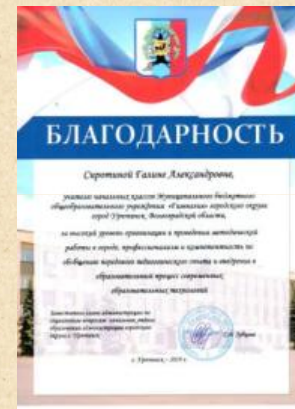 БЛАГОДАРНОСТЬ
Сиротиной Галине Александровне,
учителю начальных классов Муниципального бюджетного
общеобразовательного учреждения «Гимназия» городского округа
город Урюпинск, Волгоградской области,
за высокий уровень организации и проведения методической
работы в городе, профессионализм и компетентность по
обобщению передового педагогического опыта и внедрения в
образовательный процесс современных
образовательных технологий
г. Урюпинск - 2019 г.